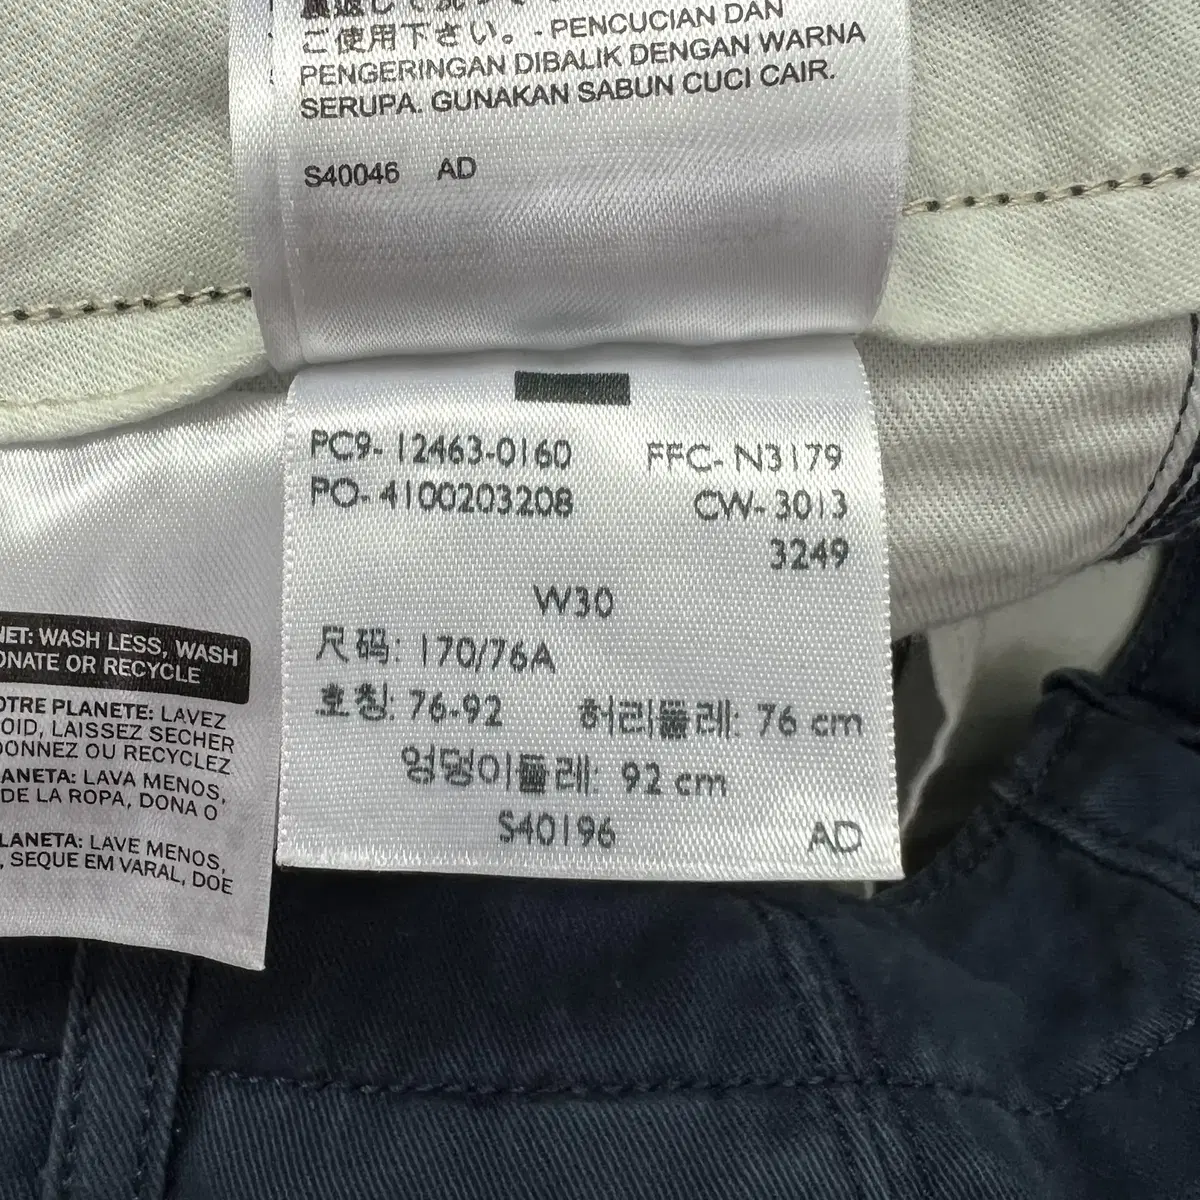 ご使用下さい。- PENCUCIAN DAN
PENGERINGAN DIBALIK DENGAN WARNA
SERUPA. GUNAKAN SABUN CUCI CAIR.
S40046 AD
PC9- 12463-0160 FFC- N3179
PO- 4100203208 CW- 3013
3249
W30
尺码: 170/76A
호칭: 76-92 허리둘레: 76 cm
엉덩이둘레: 92 cm
S40196 AD
NET: WASH LESS, WASH
DONATE OR RECYCLE
OTRE PLANETE: LAVEZ
OID, LAISSEZ SECHER
DONNEZ OU RECYCLEZ
LANETA: LAVA MENOS,
DE LA ROPA, DONA O
LANETA: LAVE MENOS,
, SEQUE EM VARAL, DOE